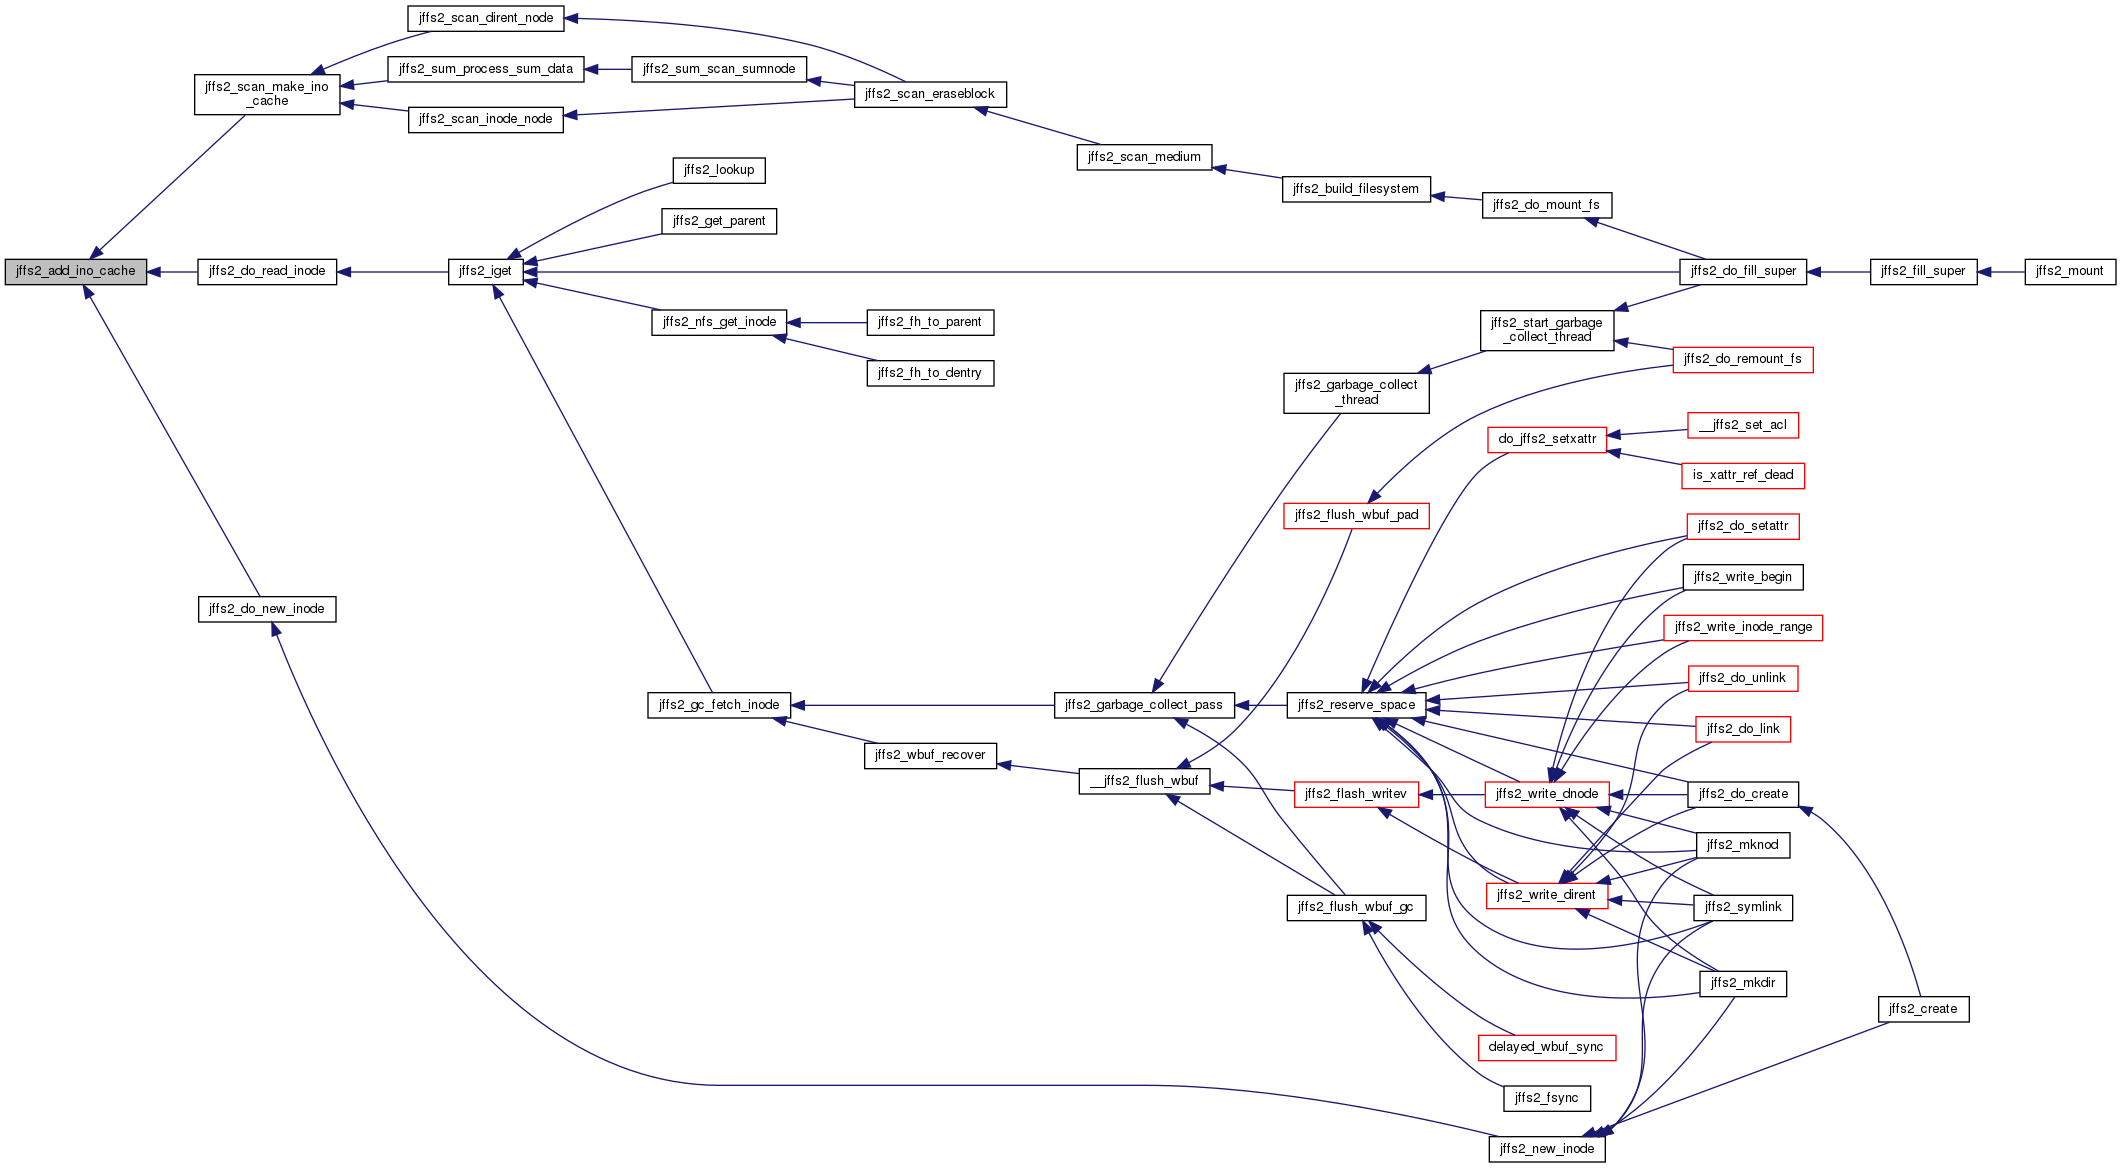 jffs2_scan_dirent_node
jffs2_sum_process_sum_data
jffs2_sum_scan_sumnode
jffs2_scan_make_ino
_cache
jffs2_scan_eraseblock
jffs2_scan_inode_node
jffs2_scan_medium
jffs2_lookup
jffs2_build_filesystem
jffs2_do_mount_fs
jffs2_get_parent
jffs2_add_ino_cache
jffs2_do_read_inode
jffs2_iget
jffs2_do_fill_super
jffs2_fill_super
jffs2_mount
jffs2_nfs_get_inode
jffs2_fh_to_parent
jffs2_start_garbage
_collect_thread
jffs2_do_remount_fs
jffs2_fh_to_dentry
jffs2_garbage_collect
_thread
__jffs2_set_acl
do_jffs2_setxattr
is_xattr_ref_dead
jffs2_flush_wbuf_pad
jffs2_do_setattr
jffs2_write_begin
jffs2_do_new_inode
jffs2_write_inode_range
jffs2_do_unlink
jffs2_gc_fetch_inode
jffs2_garbage_collect_pass
jffs2_reserve_space
jffs2_do_link
jffs2_wbuf_recover
__jffs2_flush_wbuf
jffs2_flash_writev
jffs2_write_dnode
jffs2_do_create
jffs2_mknod
jffs2_write_dirent
jffs2_flush_wbuf_gc
jffs2_symlink
jffs2_mkdir
jffs2_create
delayed_wbuf_sync
jffs2_fsync
jffs2_new_inode